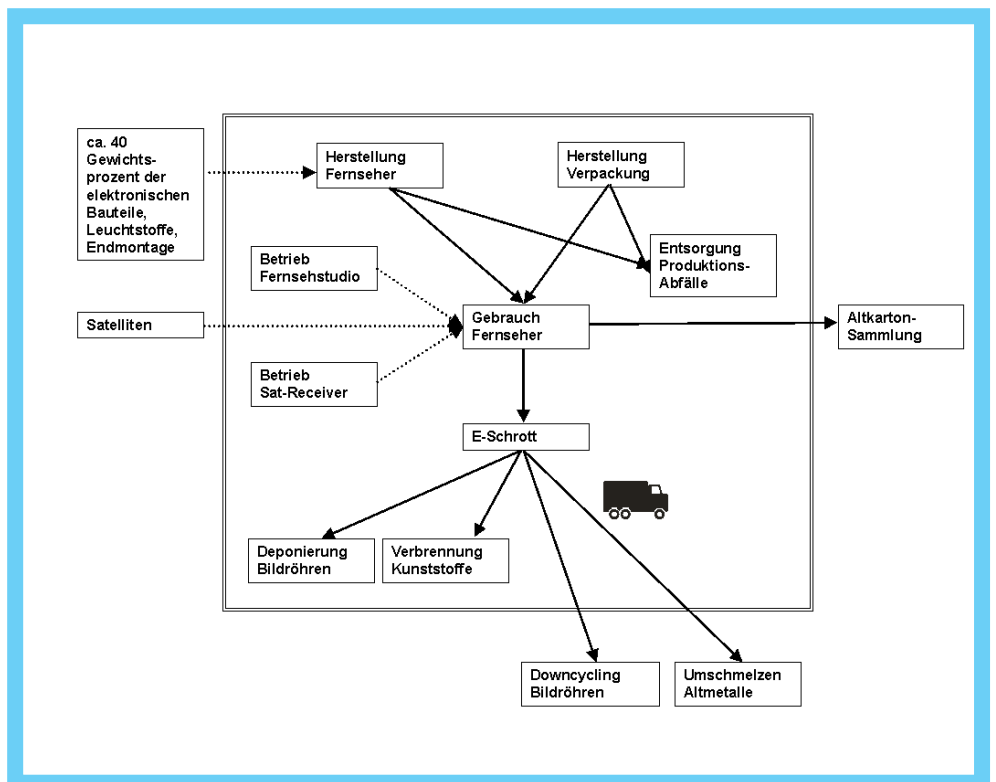 ca. 40
Gewichts-
prozent der
elektronischen
Bauteile,
Leuchtstoffe,
Endmontage
Herstellung
Fernseher
Herstellung
Verpackung
Entsorgung
Produktions-
Abfälle
Betrieb
Fernsehstudio
Satelliten
Gebrauch
Fernseher
Altkarton-
Sammlung
Betrieb
Sat-Receiver
E-Schrott
Deponierung
Bildröhren
Verbrennung
Kunststoffe
Downcycling
Bildröhren
Umschmelzen
Altmetalle